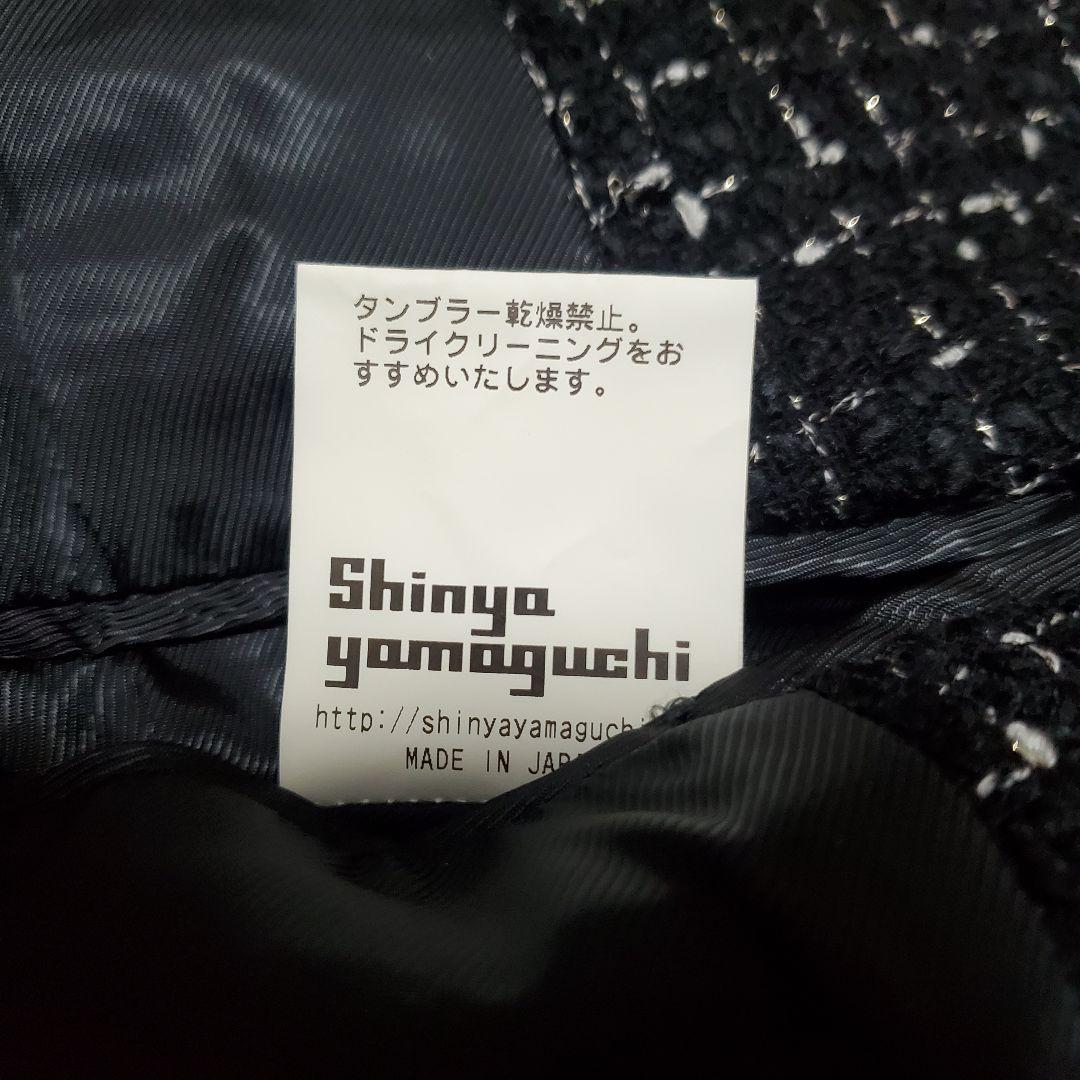 タンブラー乾燥禁止。
ドライクリーニングをお
すすめいたします。
Shinya
yamaguchi
http://shinyayamaguchi
MADE IN